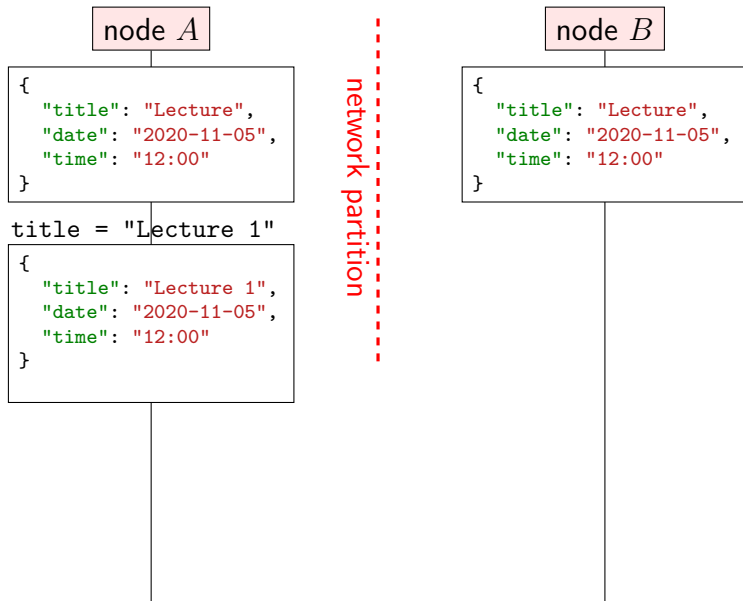 node A
{
  "title": "Lecture",
  "date": "2020-11-05",
  "time": "12:00"
}
title = "Lecture 1"
{
  "title": "Lecture 1",
  "date": "2020-11-05",
  "time": "12:00"
}
network partition
node B
{
  "title": "Lecture",
  "date": "2020-11-05",
  "time": "12:00"
}